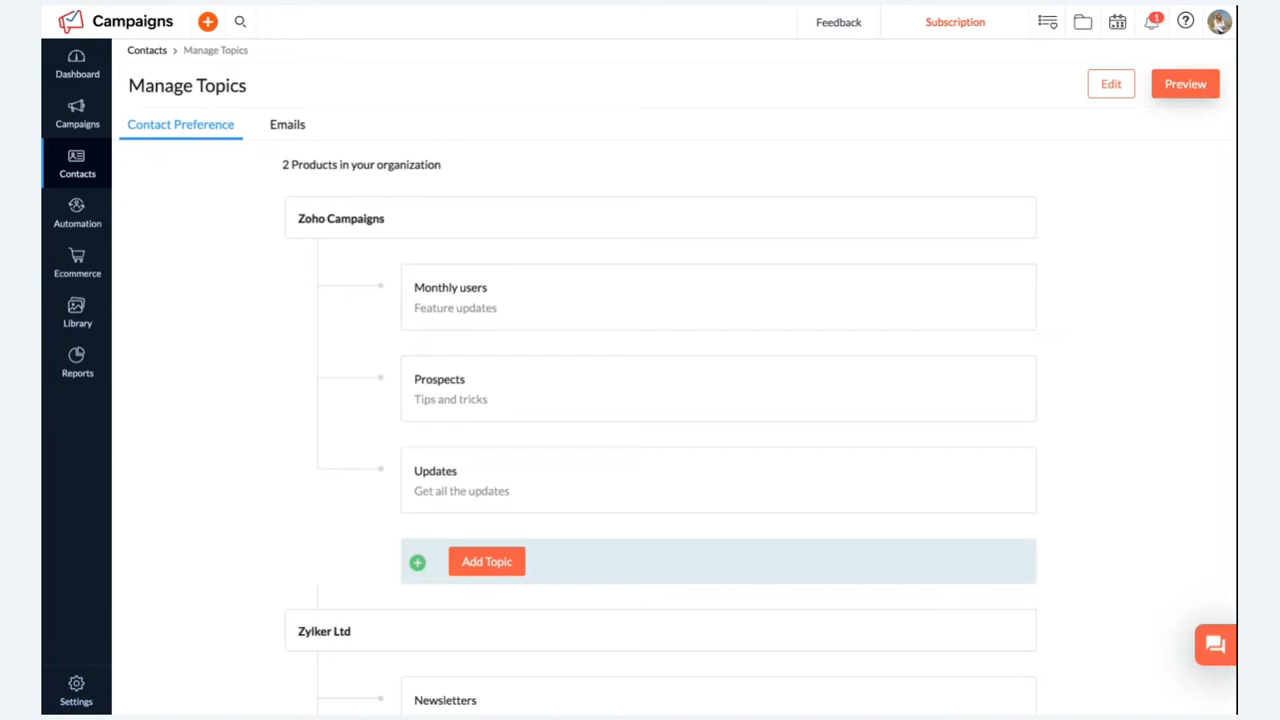 Campaigns
Feedback
Subscription
1
Dashboard
Campaigns
Contacts
Automation
Ecommerce
Library
Reports
Settings
Contacts > Manage Topics
Manage Topics
Edit
Preview
Contact Preference
Emails
2 Products in your organization
Zoho Campaigns
Monthly users
Feature updates
Prospects
Tips and tricks
Updates
Get all the updates
Add Topic
Zylker Ltd
Newsletters